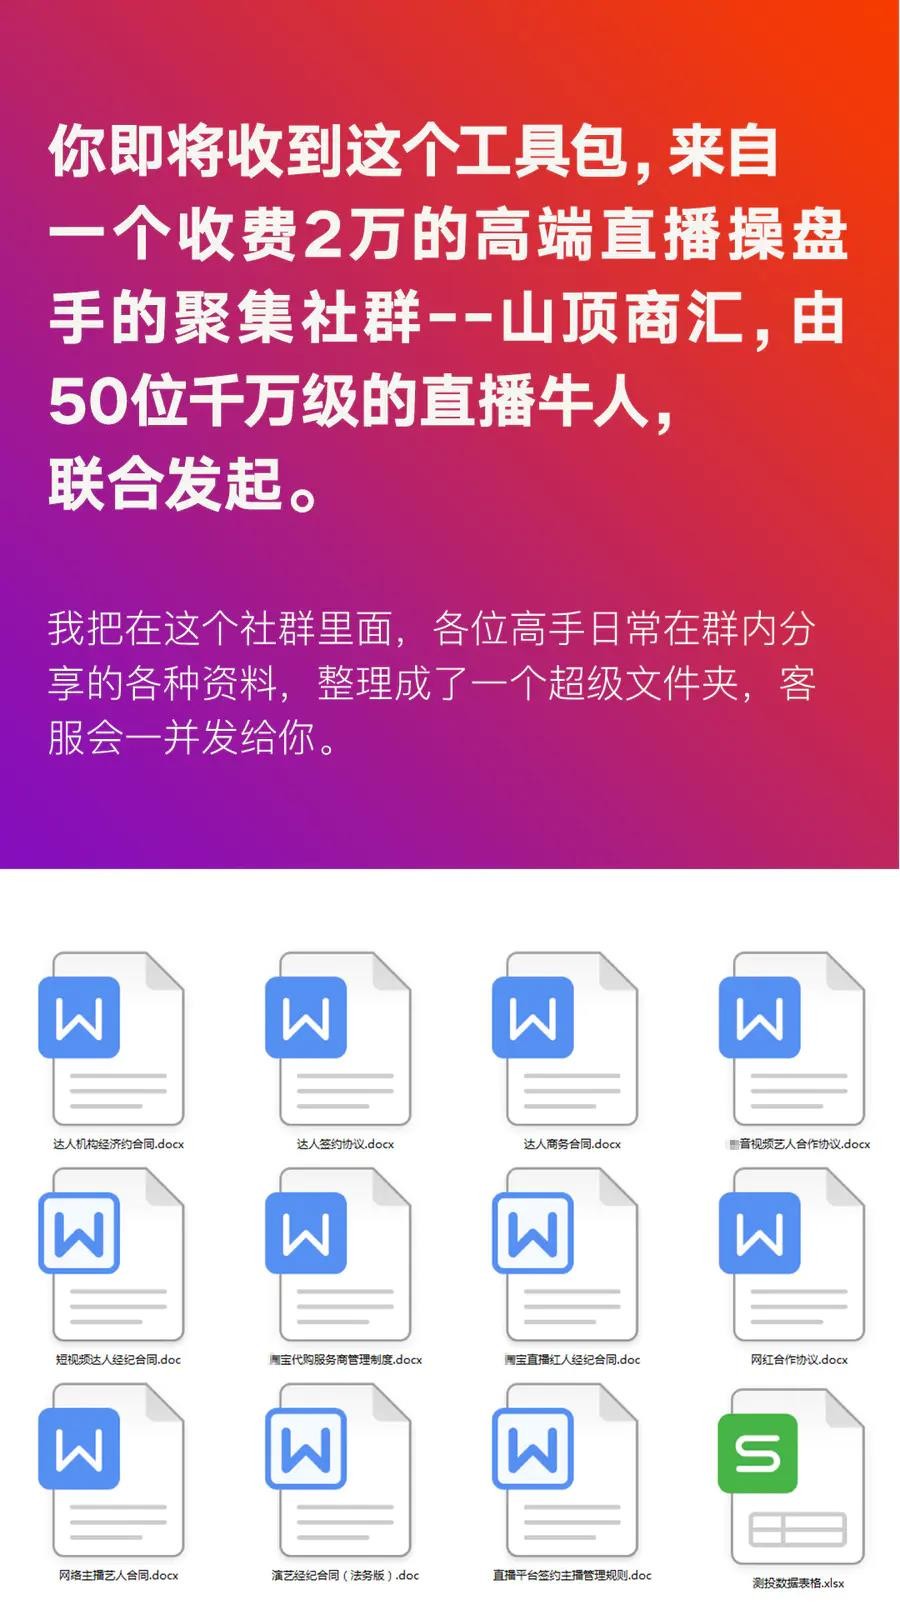 你即将收到这个工具包，来自
一个收费2万的高端直播操盘
手的聚集社群--山顶商汇，由
50位千万级的直播牛人，
联合发起。
我把在这个社群里面，各位高手日常在群内分
享的各种资料，整理成了一个超级文件夹，客
服会一并发给你。
达人机构经济约合同.docx
达人签约协议.docx
达人商务合同.docx
音视频艺人合作协议.docx
短视频达人经纪合同.doc
宝代购服务商管理制度.docx
宝直播红人经纪合同.doc
网红合作协议.docx
网络主播艺人合同.docx
演艺经纪合同（法务版）.doc
直播平台签约主播管理规则.doc
测投数据表格.xlsx